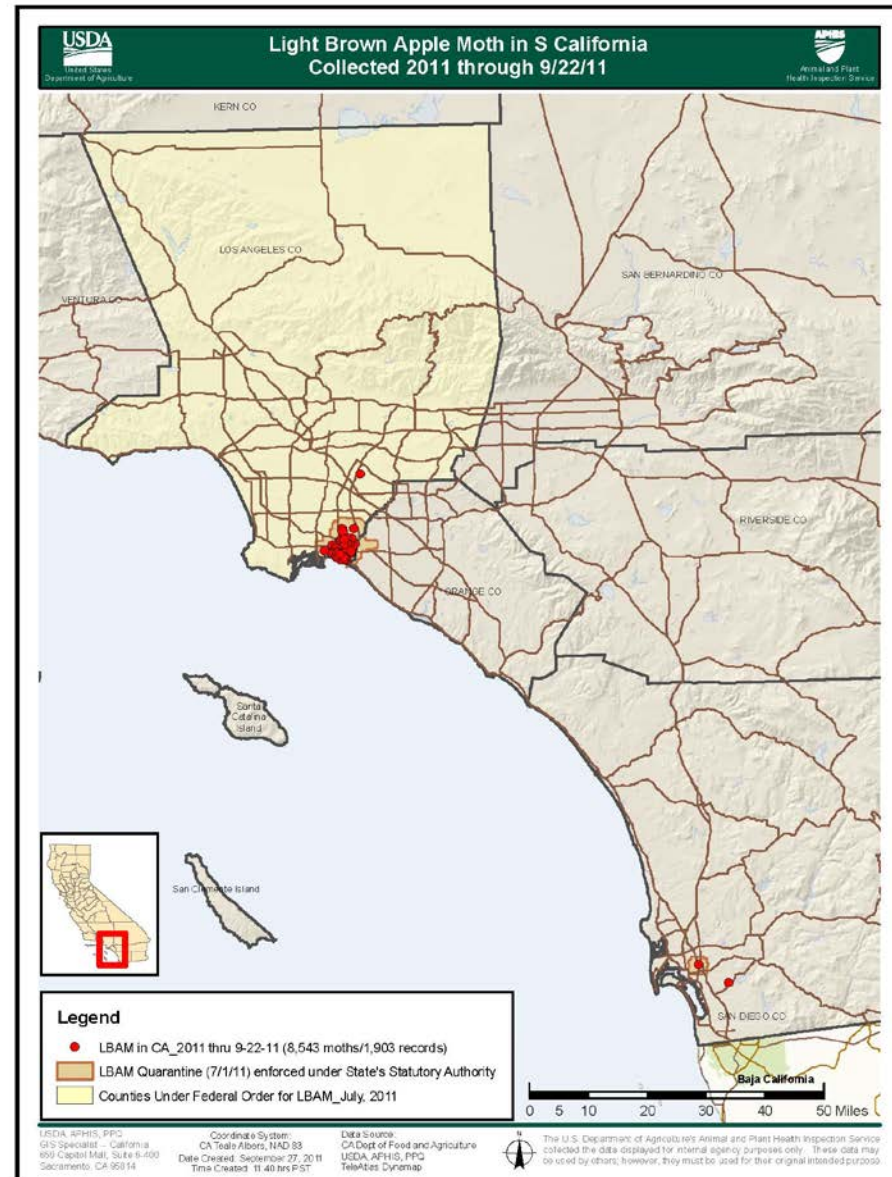 USDA
United States
Department of Agriculture
Light Brown Apple Moth in S California
Collected 2011 through 9/22/11
APHIS
Animal and Plant
Health Inspection Service
KERN CO
LOS ANGELES CO
SAN BERNARDINO CO
VENTURA CO
RIVERSIDE CO
ORANGE CO
Santa
Catalina
Island
San Clemente Island
SAN DIEGO CO
Baja California
0 5 10 20 30 40 50 Miles
Legend
LBAM in CA_2011 thru 9-22-11 (8,543 moths/1,903 records)
LBAM Quarantine (7/1/11) enforced under State's Statutory Authority
Counties Under Federal Order for LBAM_July, 2011
USDA, APHIS, PPQ
GIS Specialist – California
650 Capitol Mall, Suite 6-400
Sacramento, CA 95814
Coordinate System:
CA Teale Albers, NAD 83
Date Created: September 27, 2011
Time Created: 11:40 hrs PST
Data Source:
CA Dept of Food and Agriculture
USDA, APHIS, PPQ
TeleAtlas Dynamap
N
The U.S. Department of Agriculture's Animal and Plant Health Inspection Service
collected the data displayed for internal agency purposes only. These data may
be used by others; however, they must be used for their original intended purpose.